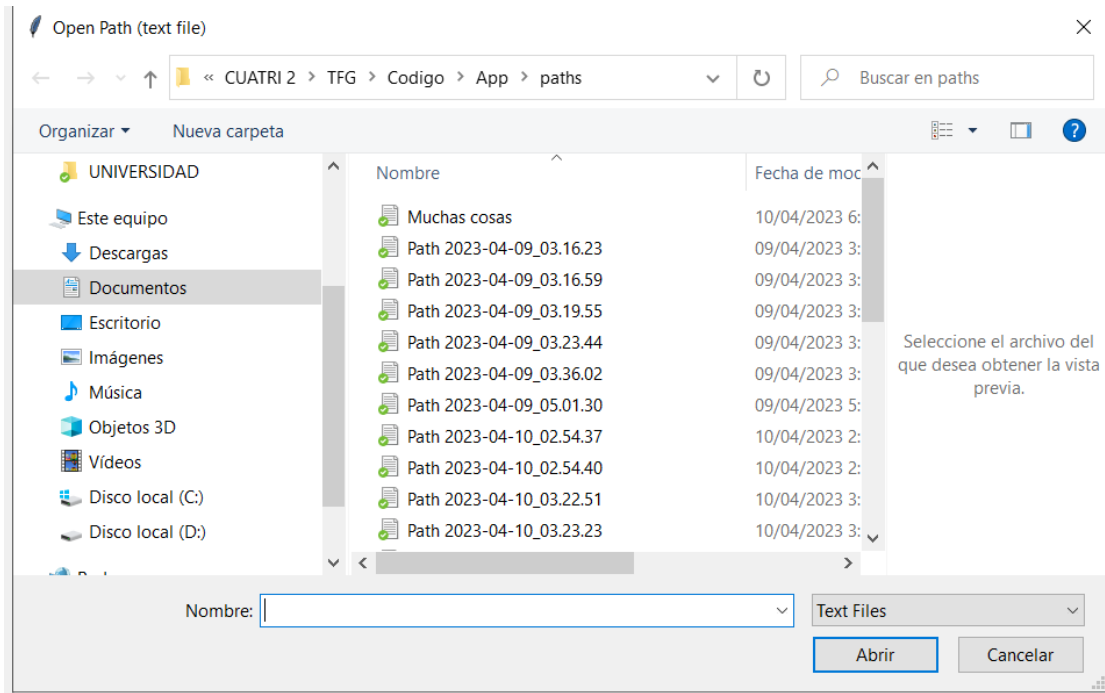 Open Path (text file)
« CUATRI 2 > TFG > Codigo > App > paths
Buscar en paths
Organizar
Nueva carpeta
UNIVERSIDAD
Este equipo
Descargas
Documentos
Escritorio
Imágenes
Música
Objetos 3D
Vídeos
Disco local (C:)
Disco local (D:)
Nombre Fecha de moc
Muchas cosas 10/04/2023 6:
Path 2023-04-09_03.16.23 09/04/2023 3:
Path 2023-04-09_03.16.59 09/04/2023 3:
Path 2023-04-09_03.19.55 09/04/2023 3:
Path 2023-04-09_03.23.44 09/04/2023 3:
Path 2023-04-09_03.36.02 09/04/2023 3:
Path 2023-04-09_05.01.30 09/04/2023 5:
Path 2023-04-10_02.54.37 10/04/2023 2:
Path 2023-04-10_02.54.40 10/04/2023 2:
Path 2023-04-10_03.22.51 10/04/2023 3:
Path 2023-04-10_03.23.23 10/04/2023 3:
Seleccione el archivo del
que desea obtener la vista
previa.
Nombre:
Text Files
Abrir
Cancelar